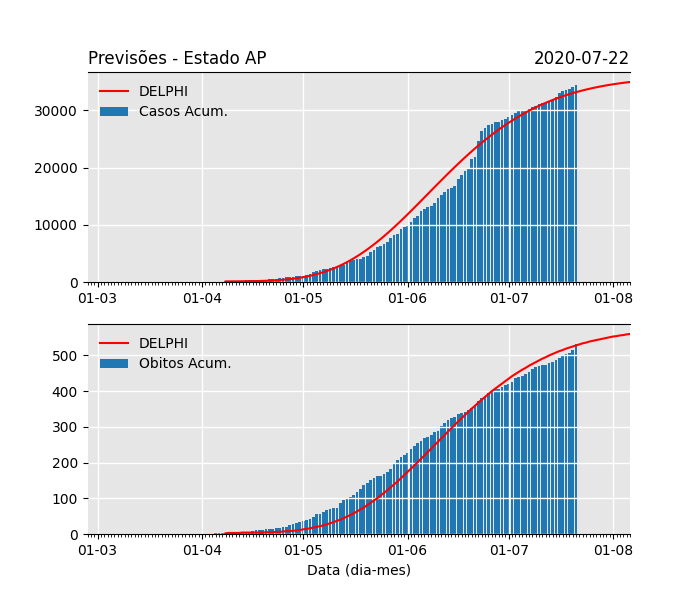 Previsões - Estado AP 2020-07-22
DELPHI
Casos Acum.
30000
20000
10000
0
01-03 01-04 01-05 01-06 01-07 01-08
DELPHI
Obitos Acum.
500
400
300
200
100
0
01-03 01-04 01-05 01-06 01-07 01-08
Data (dia-mes)